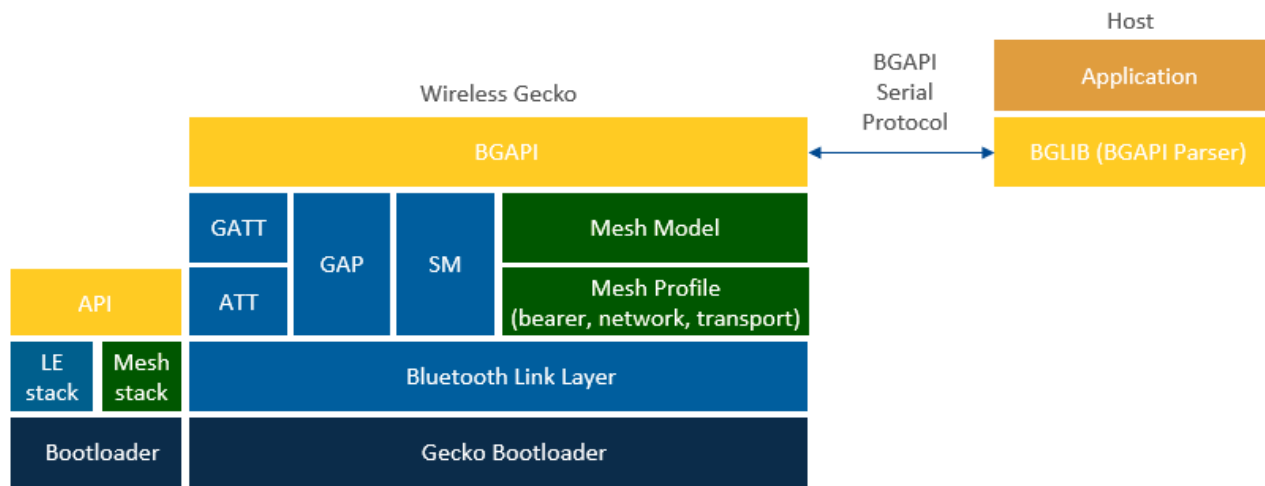 Host
Application
BGAPI
Serial
Protocol
Wireless Gecko
BGAPI
BGLIB (BGAPI Parser)
GATT
GAP
SM
Mesh Model
API
ATT
Mesh Profile
(bearer, network, transport)
LE
stack
Mesh
stack
Bluetooth Link Layer
Bootloader
Gecko Bootloader